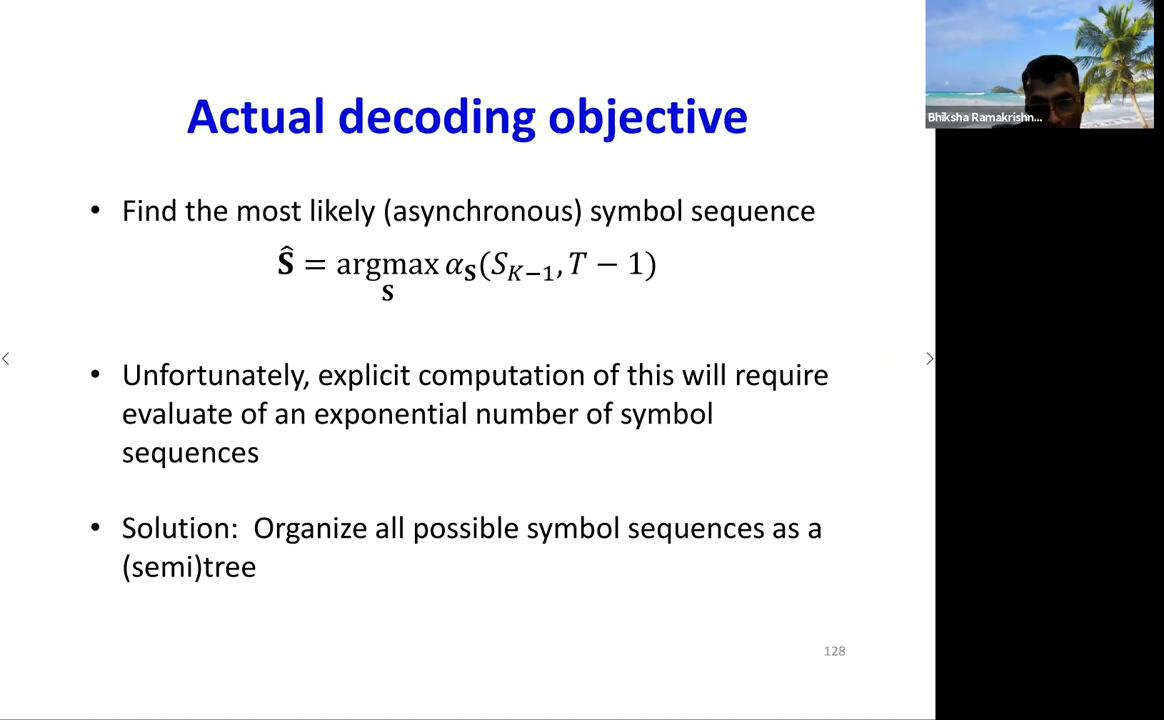 Actual decoding objective
• Find the most likely (asynchronous) symbol sequence
Ŝ = argmax α_S(S_{K−1}, T − 1)
S
• Unfortunately, explicit computation of this will require
evaluate of an exponential number of symbol
sequences
• Solution: Organize all possible symbol sequences as a
(semi)tree
128
Bhiksha Ramakrishn...